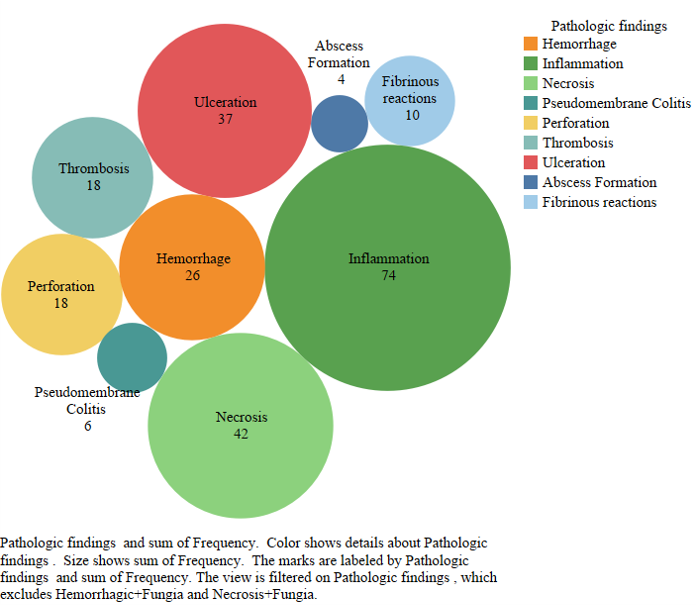 Abscess
Formation
4
Fibrinous
reactions
10
Ulceration
37
Thrombosis
18
Hemorrhage
26
Inflammation
74
Perforation
18
Pseudomembrane
Colitis
6
Necrosis
42
Pathologic findings
Hemorrhage
Inflammation
Necrosis
Pseudomembrane Colitis
Perforation
Thrombosis
Ulceration
Abscess Formation
Fibrinous reactions
Pathologic findings  and sum of Frequency.  Color shows details about Pathologic
findings .  Size shows sum of Frequency.  The marks are labeled by Pathologic
findings  and sum of Frequency. The view is filtered on Pathologic findings , which
excludes Hemorrhagic+Fungia and Necrosis+Fungia.